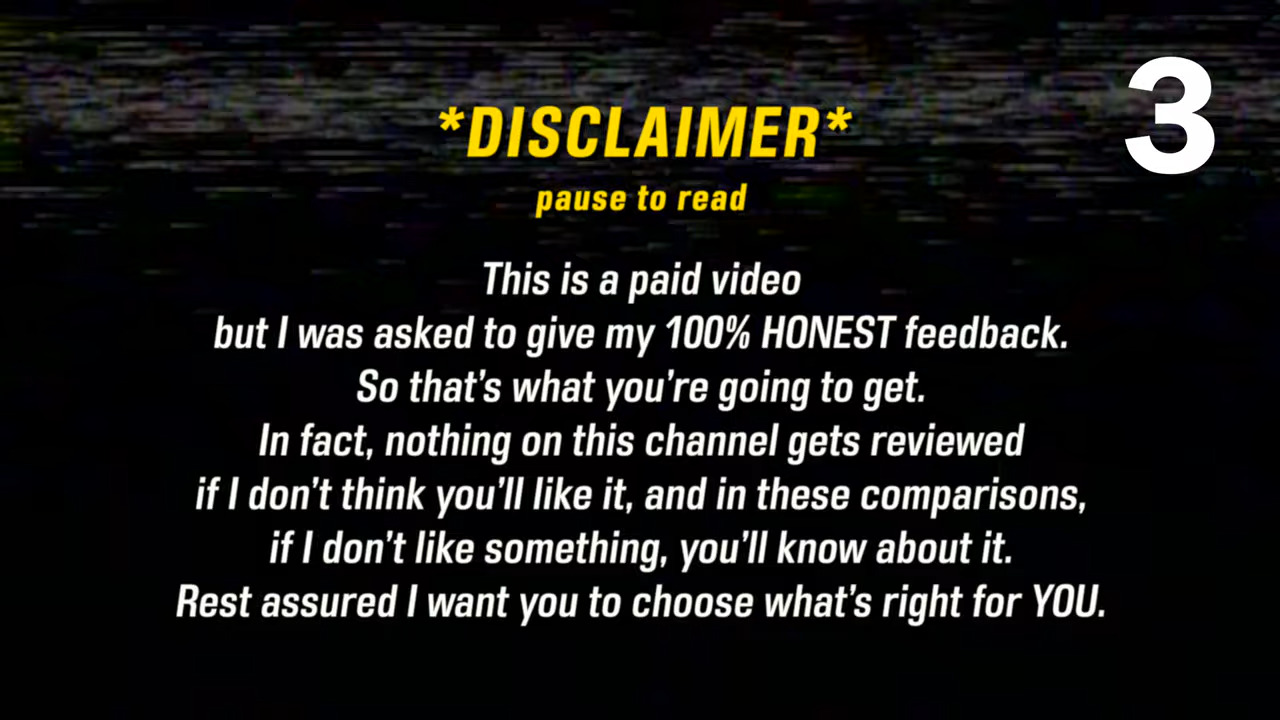 3
*DISCLAIMER*
pause to read
This is a paid video
but I was asked to give my 100% HONEST feedback.
So that’s what you’re going to get.
In fact, nothing on this channel gets reviewed
if I don’t think you’ll like it, and in these comparisons,
if I don’t like something, you’ll know about it.
Rest assured I want you to choose what’s right for YOU.